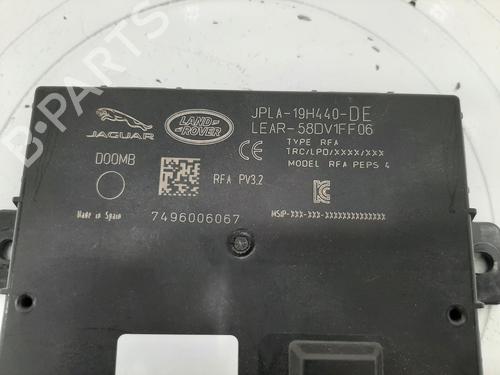 JAGUAR
LAND ROVER
JPLA-19H440-DE
LEAR-58DV1FF06
TYPE RFA
TRC/LPD/XXXX/XXX
MODEL RFA PEPS 4
D00MB
RFA PV3.2
Made in Spain
7496006067
MSIP-XXX-XXX-XXXXXXXXXXXXXX
B-PARTS